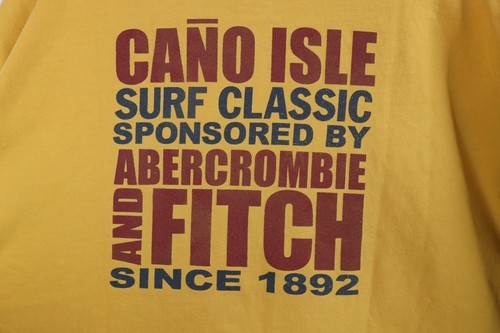 CAÑO ISLE
SURF CLASSIC
SPONSORED BY
ABERCROMBIE
AND FITCH
SINCE 1892